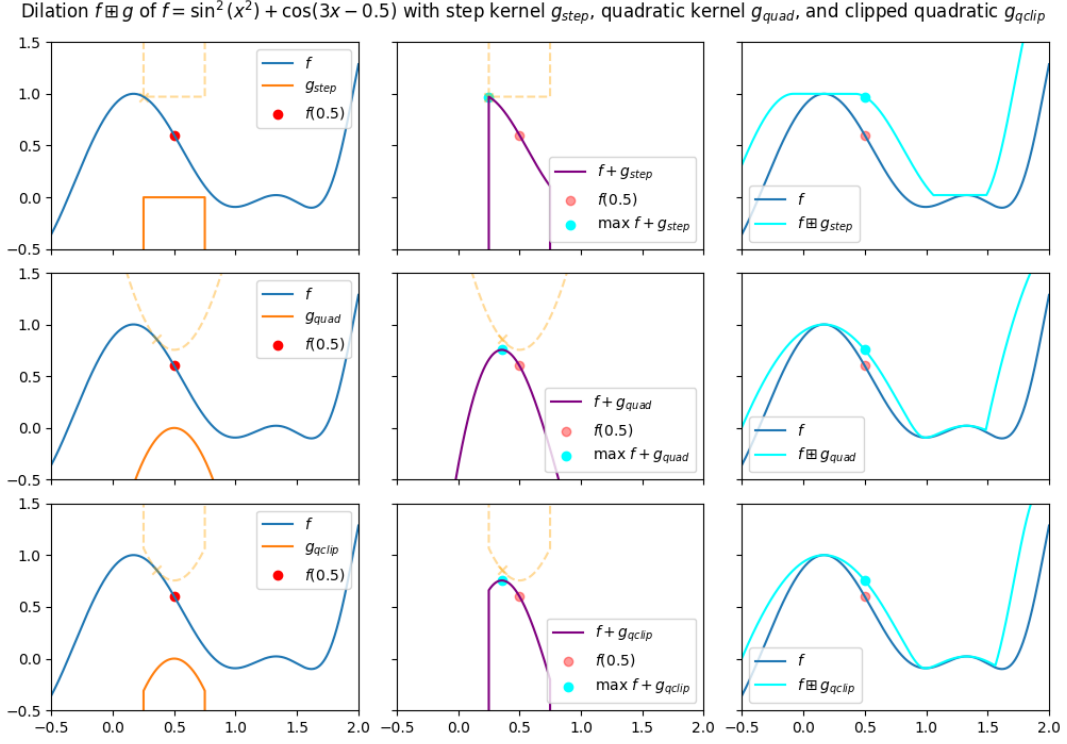 Dilation f ⊞ g of f = sin²(x²) + cos(3x − 0.5) with step kernel g_step, quadratic kernel g_quad, and clipped quadratic g_qclip
1.5
1.0
0.5
0.0
−0.5
f
g_step
f(0.5)
f + g_step
f(0.5)
max f + g_step
f
f ⊞ g_step
1.5
1.0
0.5
0.0
−0.5
f
g_quad
f(0.5)
f + g_quad
f(0.5)
max f + g_quad
f
f ⊞ g_quad
1.5
1.0
0.5
0.0
−0.5
f
g_qclip
f(0.5)
f + g_qclip
f(0.5)
max f + g_qclip
f
f ⊞ g_qclip
−0.5 0.0 0.5 1.0 1.5 2.0
−0.5 0.0 0.5 1.0 1.5 2.0
−0.5 0.0 0.5 1.0 1.5 2.0